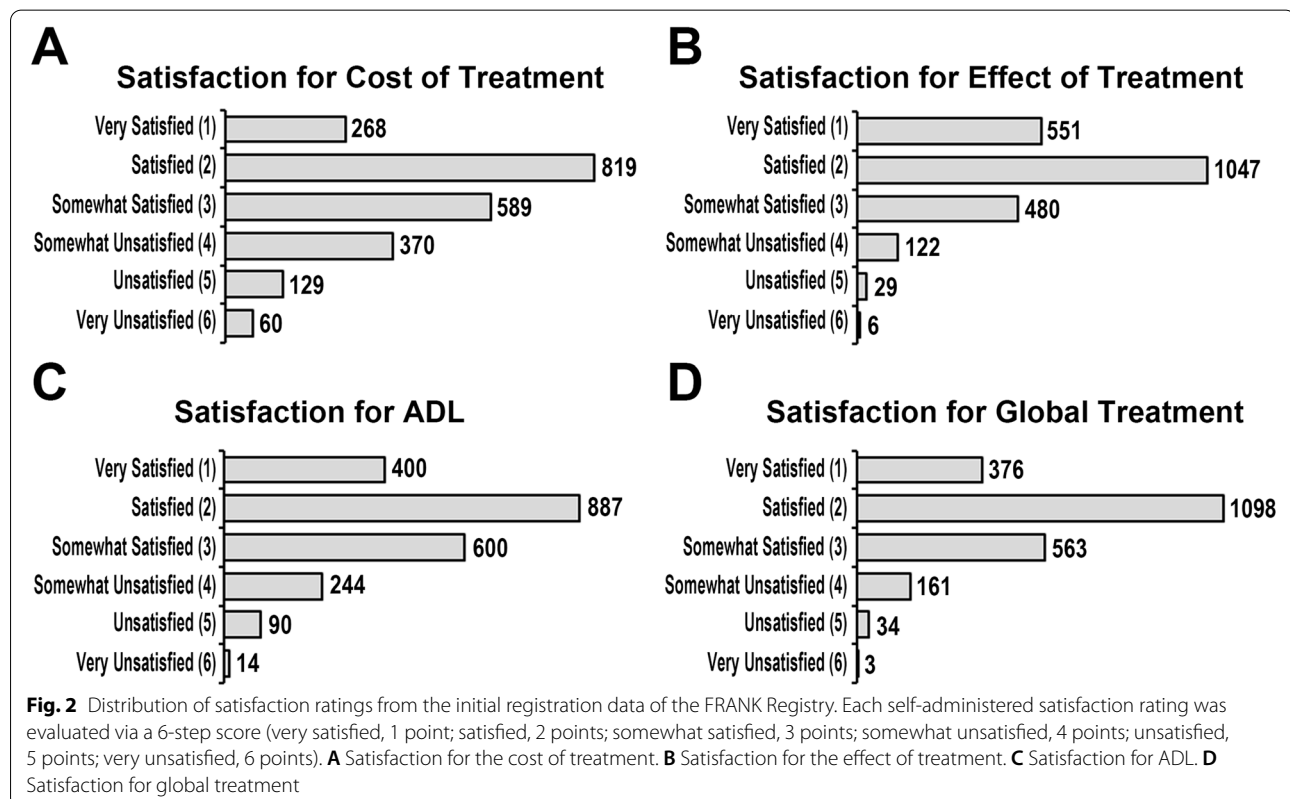 A
Satisfaction for Cost of Treatment
Very Satisfied (1) 268
Satisfied (2) 819
Somewhat Satisfied (3) 589
Somewhat Unsatisfied (4) 370
Unsatisfied (5) 129
Very Unsatisfied (6) 60
B
Satisfaction for Effect of Treatment
Very Satisfied (1) 551
Satisfied (2) 1047
Somewhat Satisfied (3) 480
Somewhat Unsatisfied (4) 122
Unsatisfied (5) 29
Very Unsatisfied (6) 6
C
Satisfaction for ADL
Very Satisfied (1) 400
Satisfied (2) 887
Somewhat Satisfied (3) 600
Somewhat Unsatisfied (4) 244
Unsatisfied (5) 90
Very Unsatisfied (6) 14
D
Satisfaction for Global Treatment
Very Satisfied (1) 376
Satisfied (2) 1098
Somewhat Satisfied (3) 563
Somewhat Unsatisfied (4) 161
Unsatisfied (5) 34
Very Unsatisfied (6) 3
Fig. 2 Distribution of satisfaction ratings from the initial registration data of the FRANK Registry. Each self-administered satisfaction rating was
evaluated via a 6-step score (very satisfied, 1 point; satisfied, 2 points; somewhat satisfied, 3 points; somewhat unsatisfied, 4 points; unsatisfied,
5 points; very unsatisfied, 6 points). A Satisfaction for the cost of treatment. B Satisfaction for the effect of treatment. C Satisfaction for ADL. D
Satisfaction for global treatment